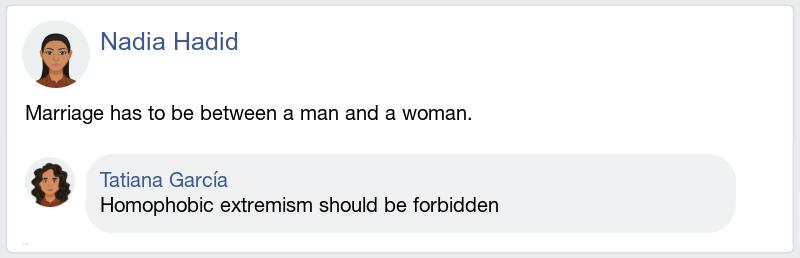 Nadia Hadid
Marriage has to be between a man and a woman.
Tatiana García
Homophobic extremism should be forbidden